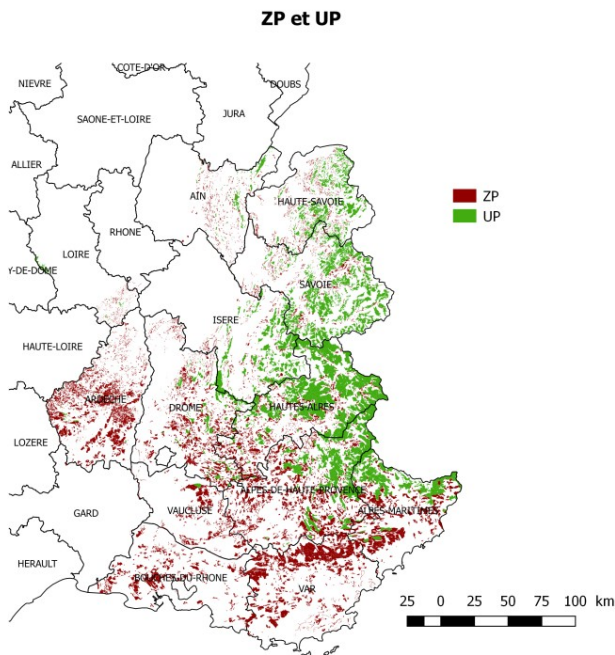 ZP et UP
COTE-D'OR
NIEVRE
DOUBS
SAONE-ET-LOIRE
JURA
ALLIER
AIN
HAUTE-SAVOIE
ZP
UP
RHONE
LOIRE
Y-DE-DOME
SAVOIE
ISERE
HAUTE-LOIRE
ARDECHE
DROME
HAUTES-ALPES
LOZERE
ALPES-DE-HAUTE-PROVENCE
GARD
VAUCLUSE
ALPES-MARITIMES
HERAULT
BOUCHES-DU-RHONE
VAR
25 0 25 50 75 100 km